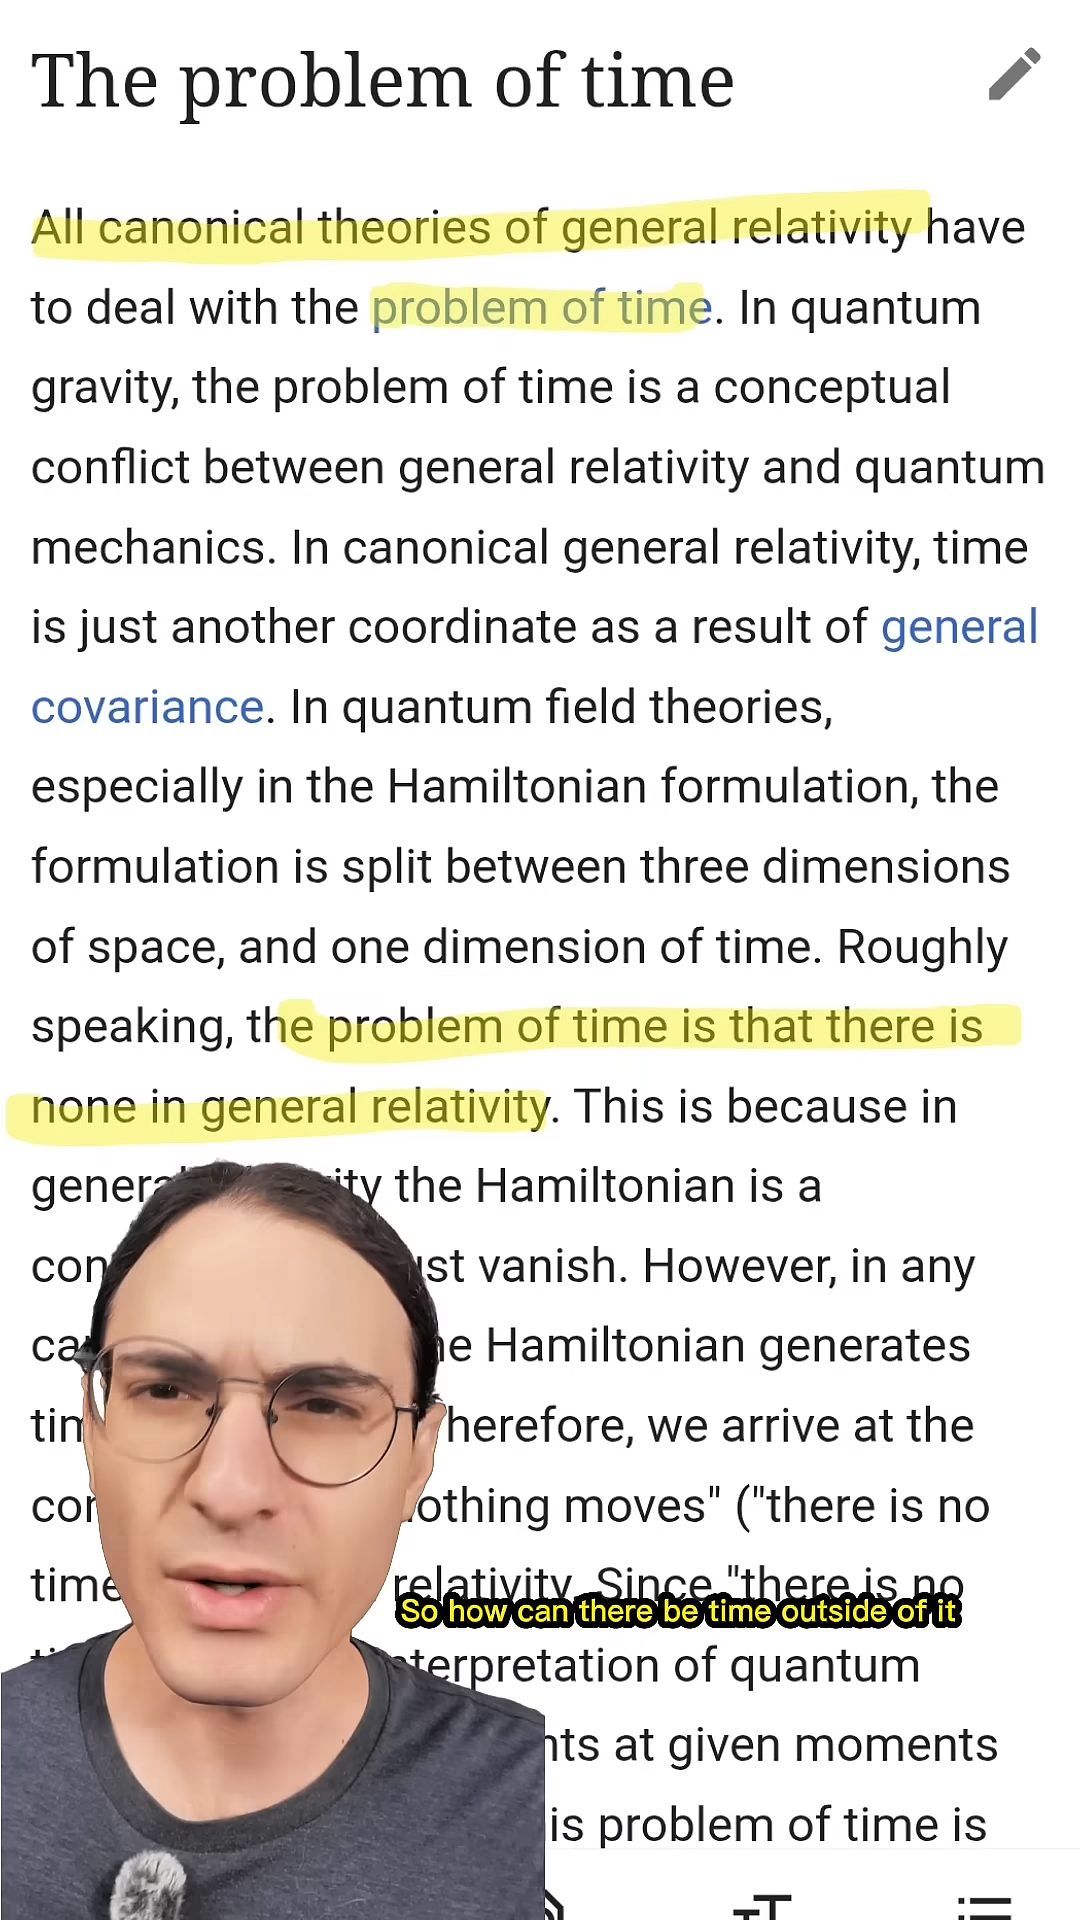 The problem of time
All canonical theories of general relativity have
to deal with the problem of time. In quantum
gravity, the problem of time is a conceptual
conflict between general relativity and quantum
mechanics. In canonical general relativity, time
is just another coordinate as a result of general
covariance. In quantum field theories,
especially in the Hamiltonian formulation, the
formulation is split between three dimensions
of space, and one dimension of time. Roughly
speaking, the problem of time is that there is
none in general relativity. This is because in
the Hamiltonian is a
vanish. However, in any
Hamiltonian generates
we arrive at the
moves" ("there is no
relativity. Since "there is no
So how can there be time outside of it
of quantum
at given moments
is problem of time is